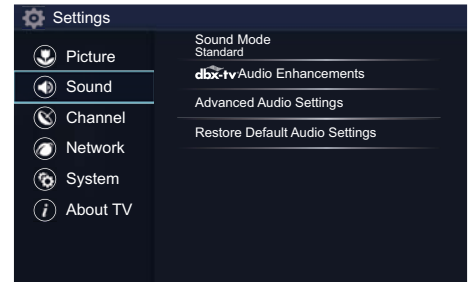 Settings
Picture
Sound
Channel
Network
System
About TV
Sound Mode
Standard
dbx-tv Audio Enhancements
Advanced Audio Settings
Restore Default Audio Settings